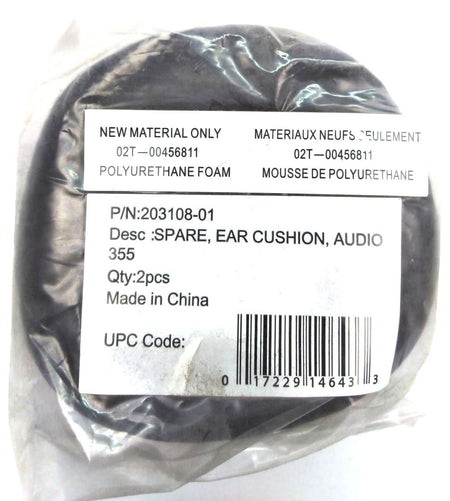 NEW MATERIAL ONLY
02T-00456811
POLYURETHANE FOAM
MATERIAUX NEUFS SEULEMENT
02T-00456811
MOUSSE DE POLYURETHANE
P/N:203108-01
Desc :SPARE, EAR CUSHION, AUDIO
355
Qty:2pcs
Made in China
UPC Code:
0 17229 14643 3